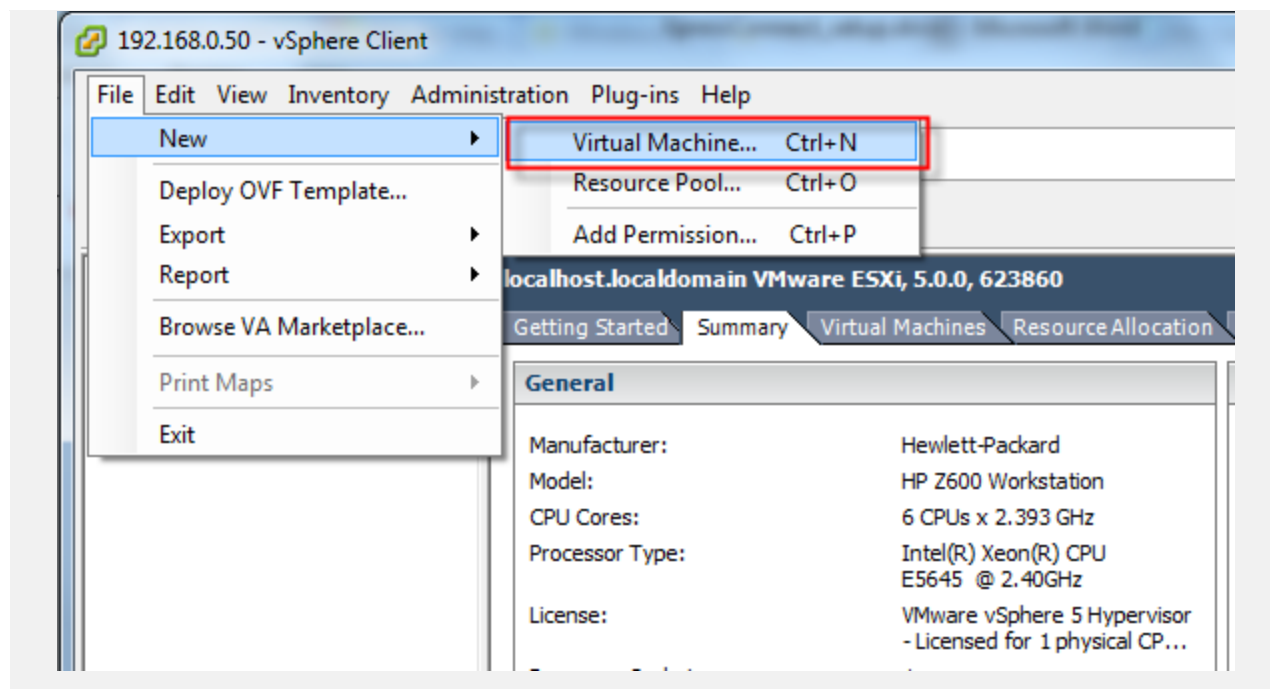 192.168.0.50 - vSphere Client
File Edit View Inventory Administration Plug-ins Help
New
Virtual Machine... Ctrl+N
Resource Pool... Ctrl+O
Add Permission... Ctrl+P
Deploy OVF Template...
Export
Report
Browse VA Marketplace...
Print Maps
Exit
localhost.localdomain VMware ESXi, 5.0.0, 623860
Getting Started Summary Virtual Machines Resource Allocation
General
Manufacturer: Hewlett-Packard
Model: HP Z600 Workstation
CPU Cores: 6 CPUs x 2.393 GHz
Processor Type: Intel(R) Xeon(R) CPU
E5645 @ 2.40GHz
License: VMware vSphere 5 Hypervisor
- Licensed for 1 physical CP...